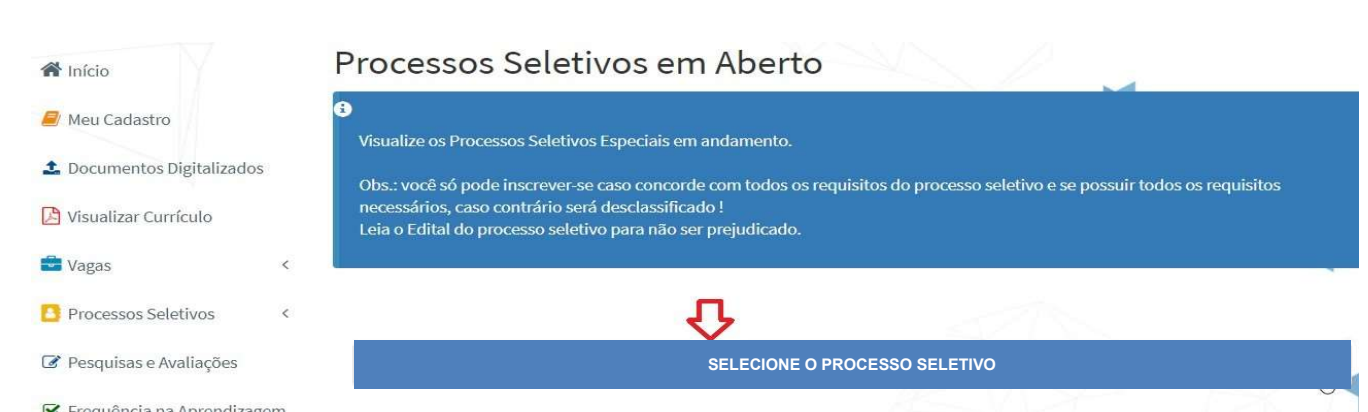 Início
Meu Cadastro
Documentos Digitalizados
Visualizar Currículo
Vagas <
Processos Seletivos <
Pesquisas e Avaliações
Frequência na Aprendizagem
Processos Seletivos em Aberto
Visualize os Processos Seletivos Especiais em andamento.
Obs.: você só pode inscrever-se caso concorde com todos os requisitos do processo seletivo e se possuir todos os requisitos
necessários, caso contrário será desclassificado !
Leia o Edital do processo seletivo para não ser prejudicado.
SELECIONE O PROCESSO SELETIVO